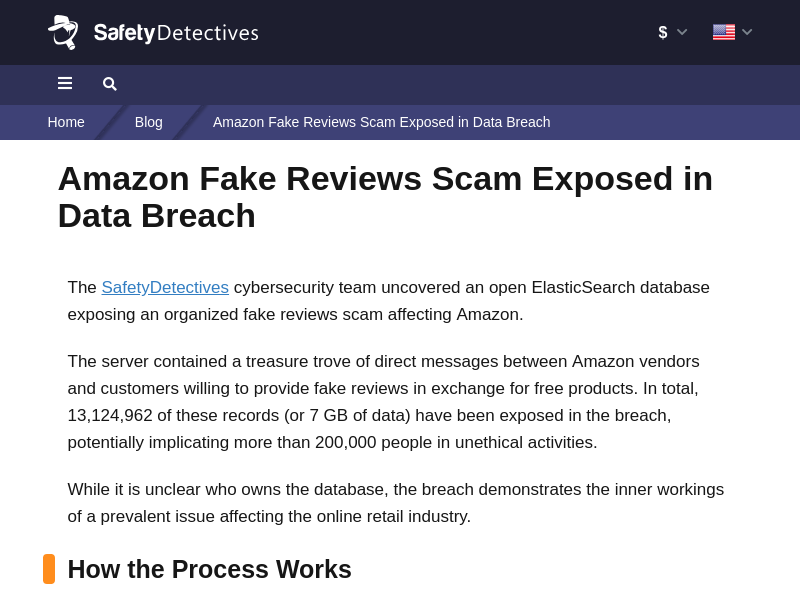 SafetyDetectives
$
Home
Blog
Amazon Fake Reviews Scam Exposed in Data Breach
Amazon Fake Reviews Scam Exposed in
Data Breach
The SafetyDetectives cybersecurity team uncovered an open ElasticSearch database
exposing an organized fake reviews scam affecting Amazon.
The server contained a treasure trove of direct messages between Amazon vendors
and customers willing to provide fake reviews in exchange for free products. In total,
13,124,962 of these records (or 7 GB of data) have been exposed in the breach,
potentially implicating more than 200,000 people in unethical activities.
While it is unclear who owns the database, the breach demonstrates the inner workings
of a prevalent issue affecting the online retail industry.
How the Process Works